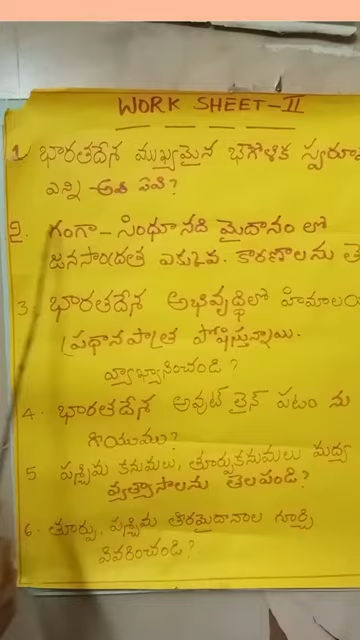 WORK SHEET-II
1. భారతదేశ ముఖ్యమైన భౌగోళిక
ఎన్ని అవి ఏవి?
2. గంగా - సింధూనది మైదానం లో
జనసాంద్రత ఎక్కువ. కారణాలను
3. భారతదేశ అభివృద్ధిలో
ప్రధానపాత్ర పోషిస్తున్నాయి.
వ్యాఖ్యానించండి?
4. భారతదేశ అవుట్ లైన్ పటం ను
గీయుము?
5 పశ్చిమ కనుమలు, తూర్పుకనుమలు మధ్య
వ్యత్యాసాలను తెలపండి?
6. తూర్పు, పశ్చిమ తీరమైదానాల గూర్చి
వివరించండి?